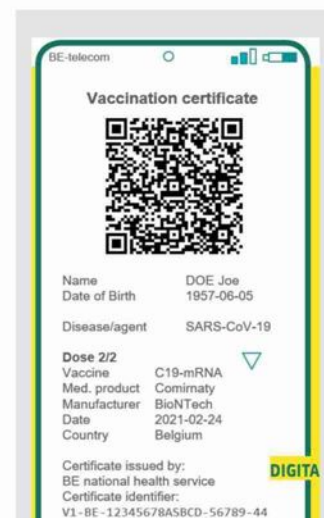 BE-telecom
Vaccination certificate
Name DOE Joe
Date of Birth 1957-06-05
Disease/agent SARS-CoV-19
Dose 2/2
Vaccine C19-mRNA
Med. product Comirnaty
Manufacturer BioNTech
Date 2021-02-24
Country Belgium
Certificate issued by:
BE national health service
Certificate identifier:
V1-BE-12345678ASBCD-56789-44
DIGITA